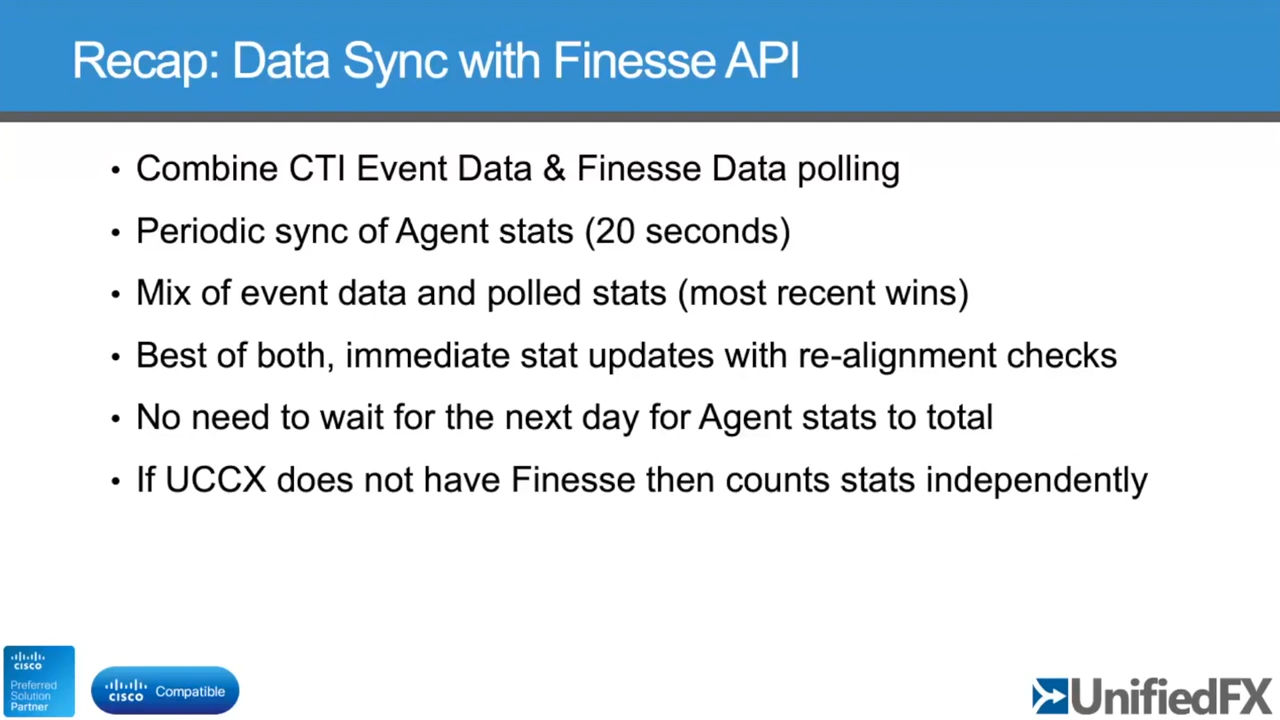 Recap: Data Sync with Finesse API
• Combine CTI Event Data & Finesse Data polling
• Periodic sync of Agent stats (20 seconds)
• Mix of event data and polled stats (most recent wins)
• Best of both, immediate stat updates with re-alignment checks
• No need to wait for the next day for Agent stats to total
• If UCCX does not have Finesse then counts stats independently
CISCO
Preferred
Solution
Partner
CISCO Compatible
UnifiedFX